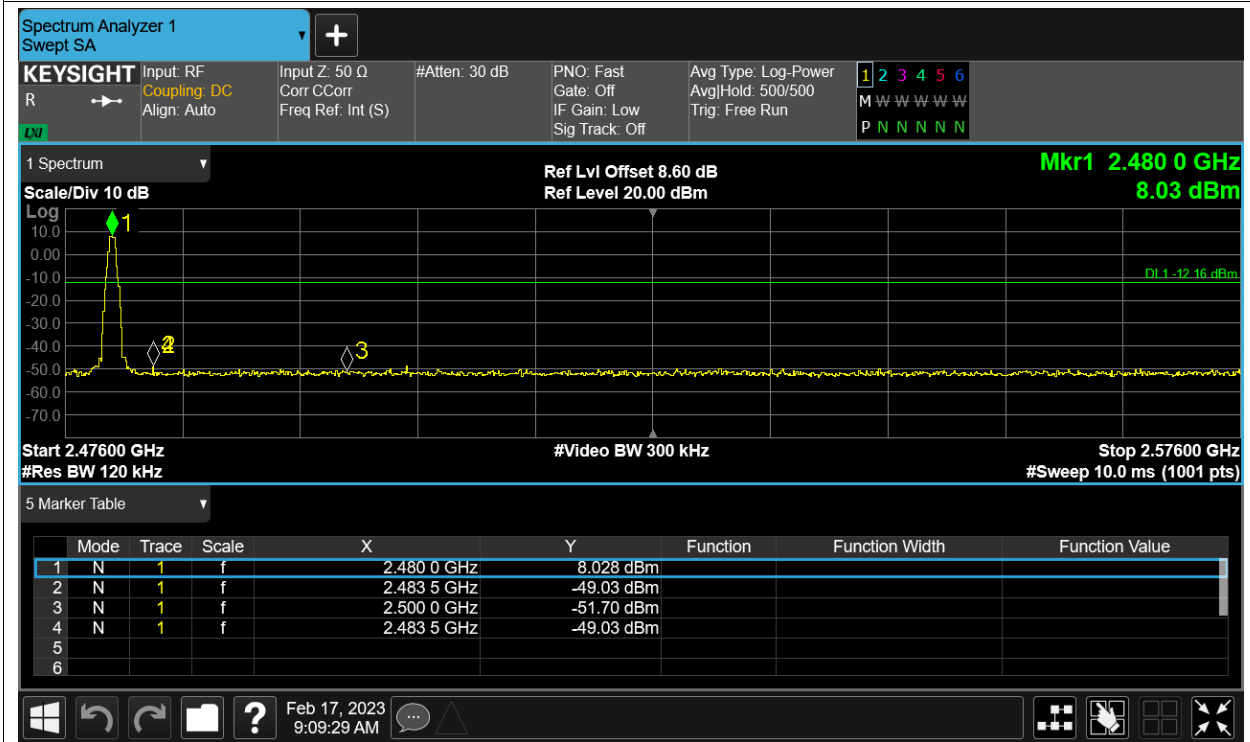 Spectrum Analyzer 1
Swept SA
+
KEYSIGHT
R
LXI
Input: RF
Coupling: DC
Align: Auto
Input Z: 50 Ω
Corr CCorr
Freq Ref: Int (S)
#Atten: 30 dB
PNO: Fast
Gate: Off
IF Gain: Low
Sig Track: Off
Avg Type: Log-Power
Avg|Hold: 500/500
Trig: Free Run
1 2 3 4 5 6
M W W W W W
P N N N N N
1 Spectrum
Scale/Div 10 dB
Ref Lvl Offset 8.60 dB
Ref Level 20.00 dBm
Mkr1 2.480 0 GHz
8.03 dBm
Log
10.0
0.00
-10.0
-20.0
-30.0
-40.0
-50.0
-60.0
-70.0
1
3
DL1 -12.16 dBm
Start 2.47600 GHz
#Video BW 300 kHz
Stop 2.57600 GHz
#Res BW 120 kHz
#Sweep 10.0 ms (1001 pts)
5 Marker Table
Mode Trace Scale X Y Function Function Width Function Value
1 N 1 f 2.480 0 GHz 8.028 dBm
2 N 1 f 2.483 5 GHz -49.03 dBm
3 N 1 f 2.500 0 GHz -51.70 dBm
4 N 1 f 2.483 5 GHz -49.03 dBm
5
6
?
Feb 17, 2023
9:09:29 AM